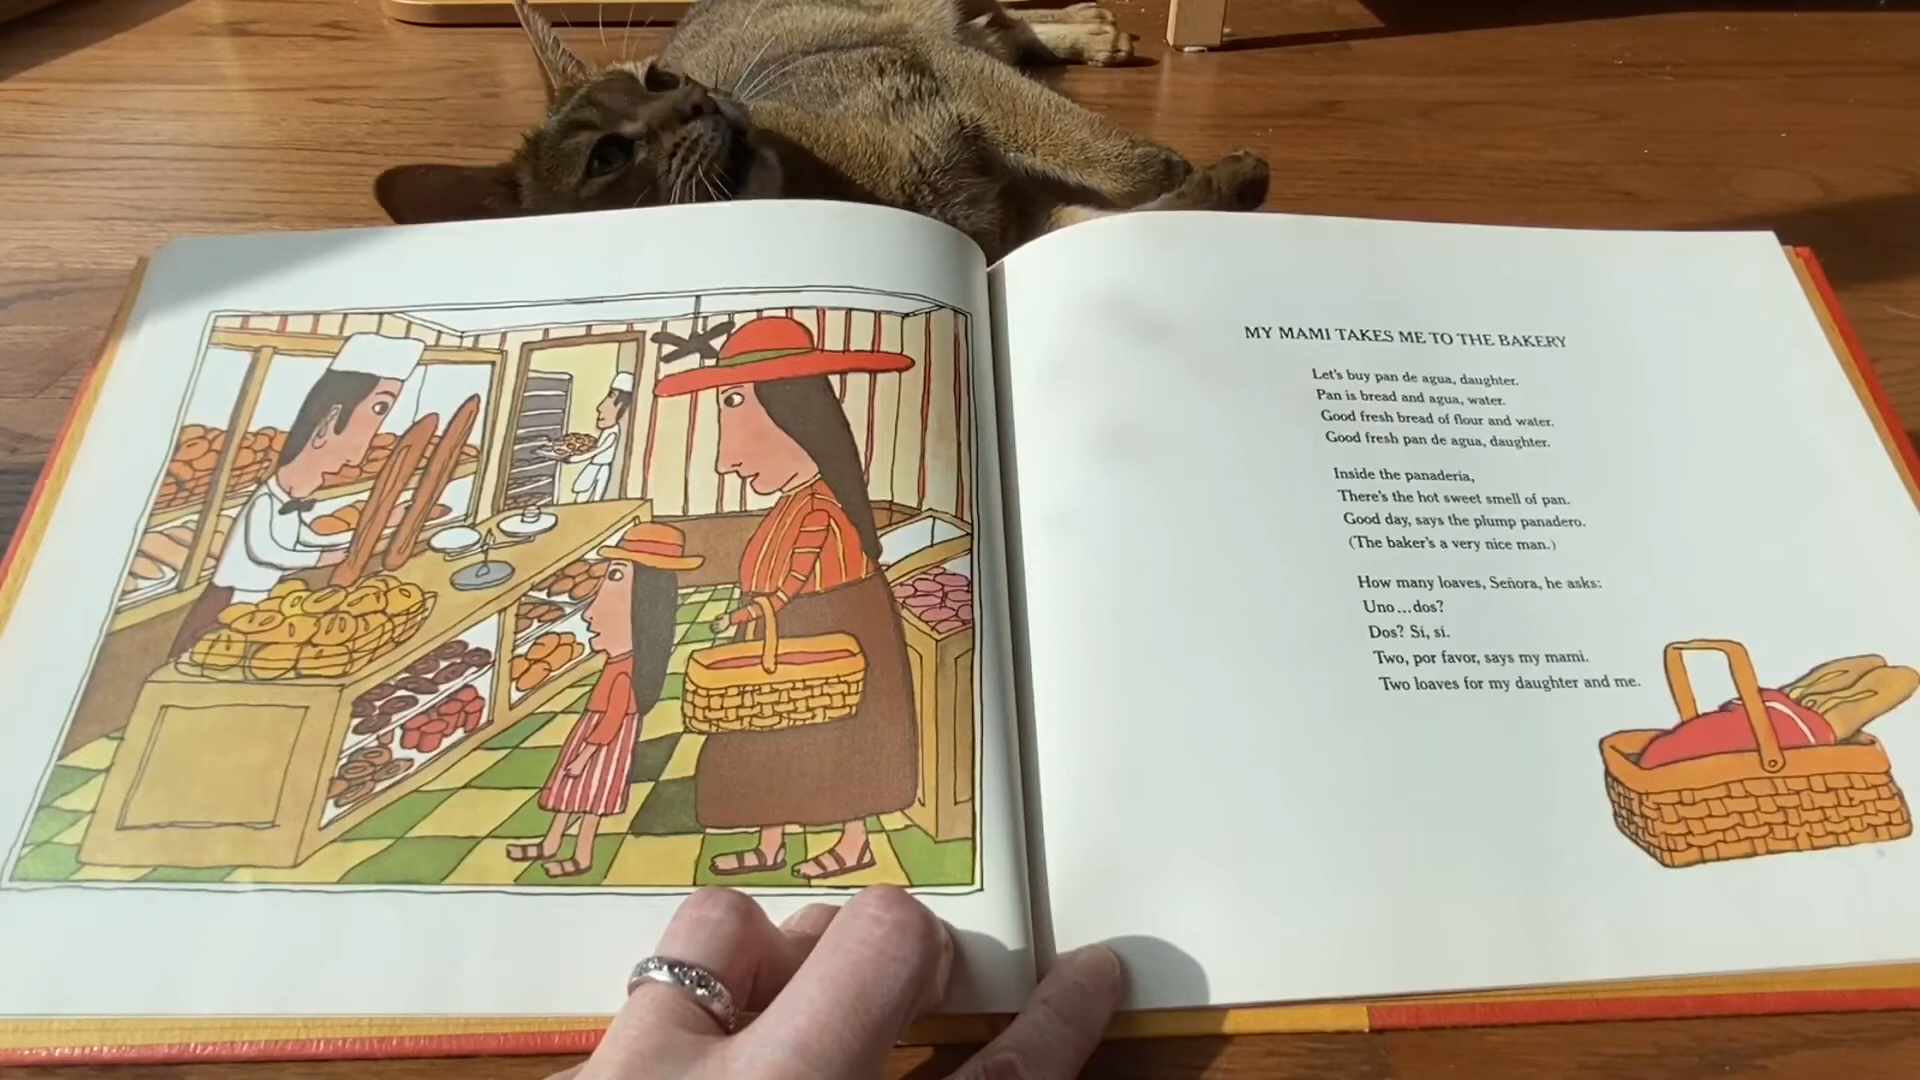 MY MAMI TAKES ME TO THE BAKERY
Let's buy pan de agua, daughter.
Pan is bread and agua, water.
Good fresh bread of flour and water.
Good fresh pan de agua, daughter.
Inside the panadería,
There's the hot sweet smell of pan.
Good day, says the plump panadero.
(The baker's a very nice man.)
How many loaves, Señora, he asks:
Uno...dos?
Dos? Sí, sí.
Two, por favor, says my mami.
Two loaves for my daughter and me.